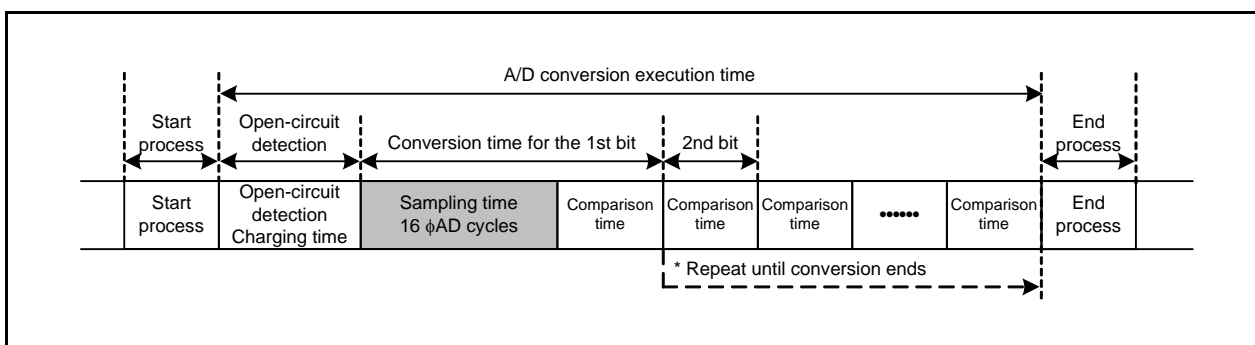 A/D conversion execution time
Start
process
Open-circuit
detection
Conversion time for the 1st bit
2nd bit
End
process
Start
process
Open-circuit
detection
Charging time
Sampling time
16 ϕAD cycles
Comparison
time
Comparison
time
Comparison
time
••••••
Comparison
time
End
process
* Repeat until conversion ends